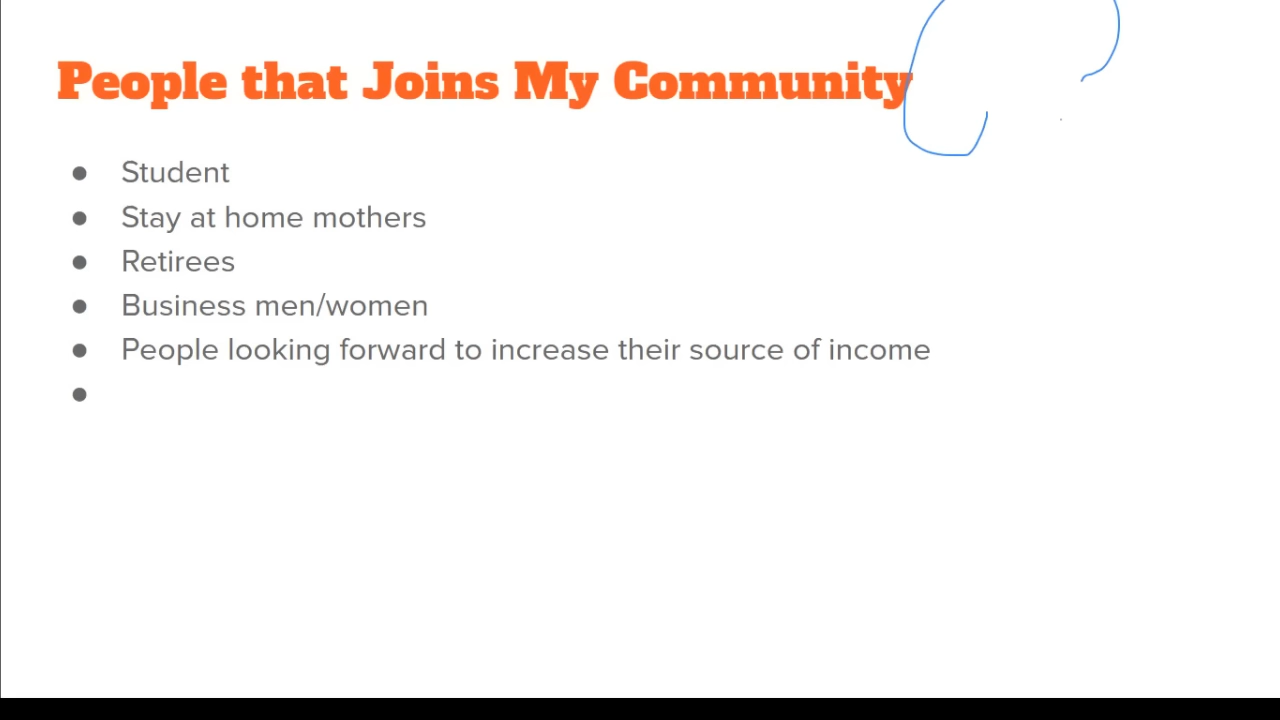 People that Joins My Community
● Student
● Stay at home mothers
● Retirees
● Business men/women
● People looking forward to increase their source of income
●